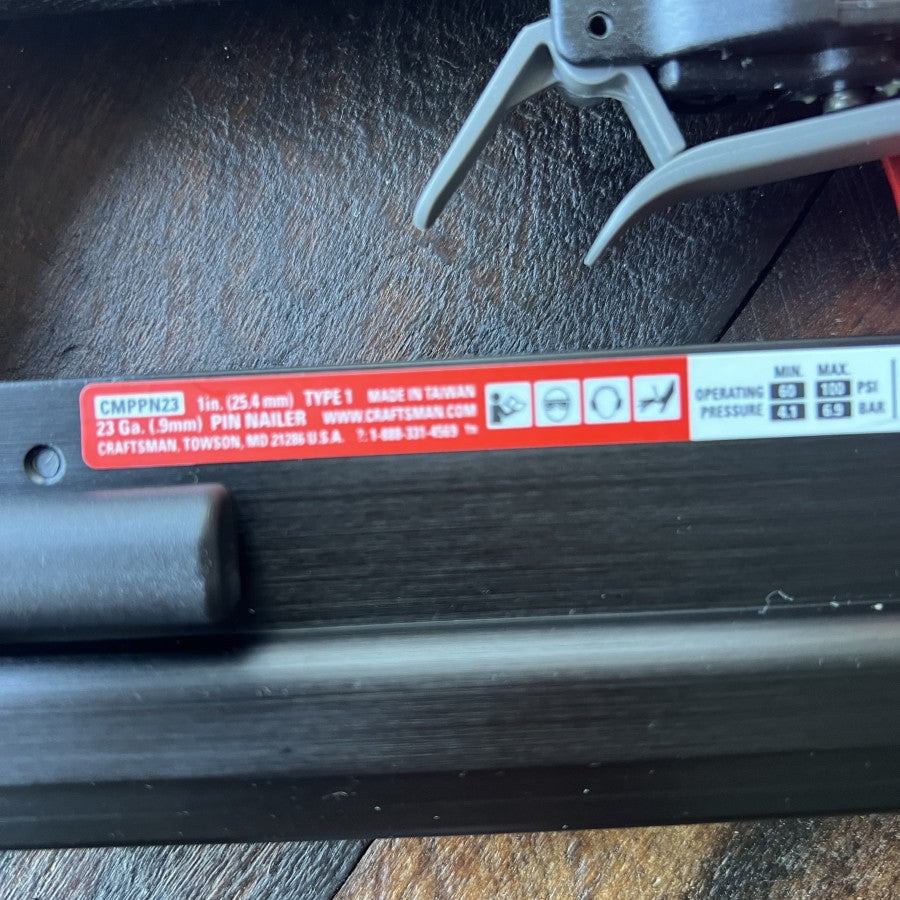 CMPPN23 1in. (25.4 mm) TYPE 1 MADE IN TAIWAN
23 Ga. (.9mm) PIN NAILER WWW.CRAFTSMAN.COM
CRAFTSMAN, TOWSON, MD 21286 U.S.A. 1-888-331-4569
MIN. MAX.
OPERATING 60 100 PSI
PRESSURE 4.1 6.9 BAR